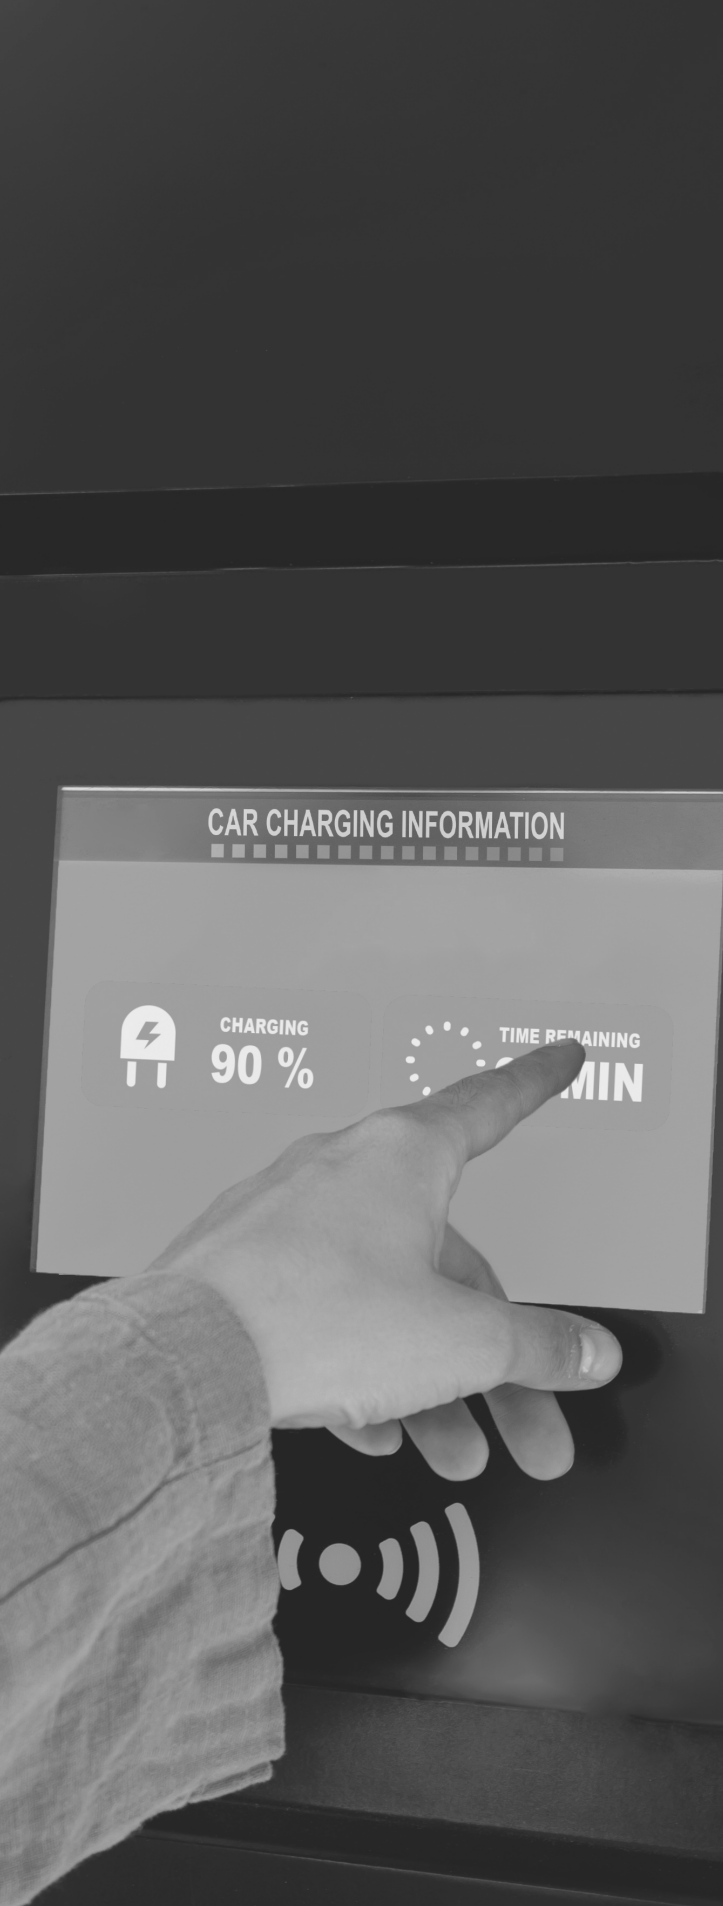 CAR CHARGING INFORMATION
CHARGING
90 %
TIME REMAINING
MIN